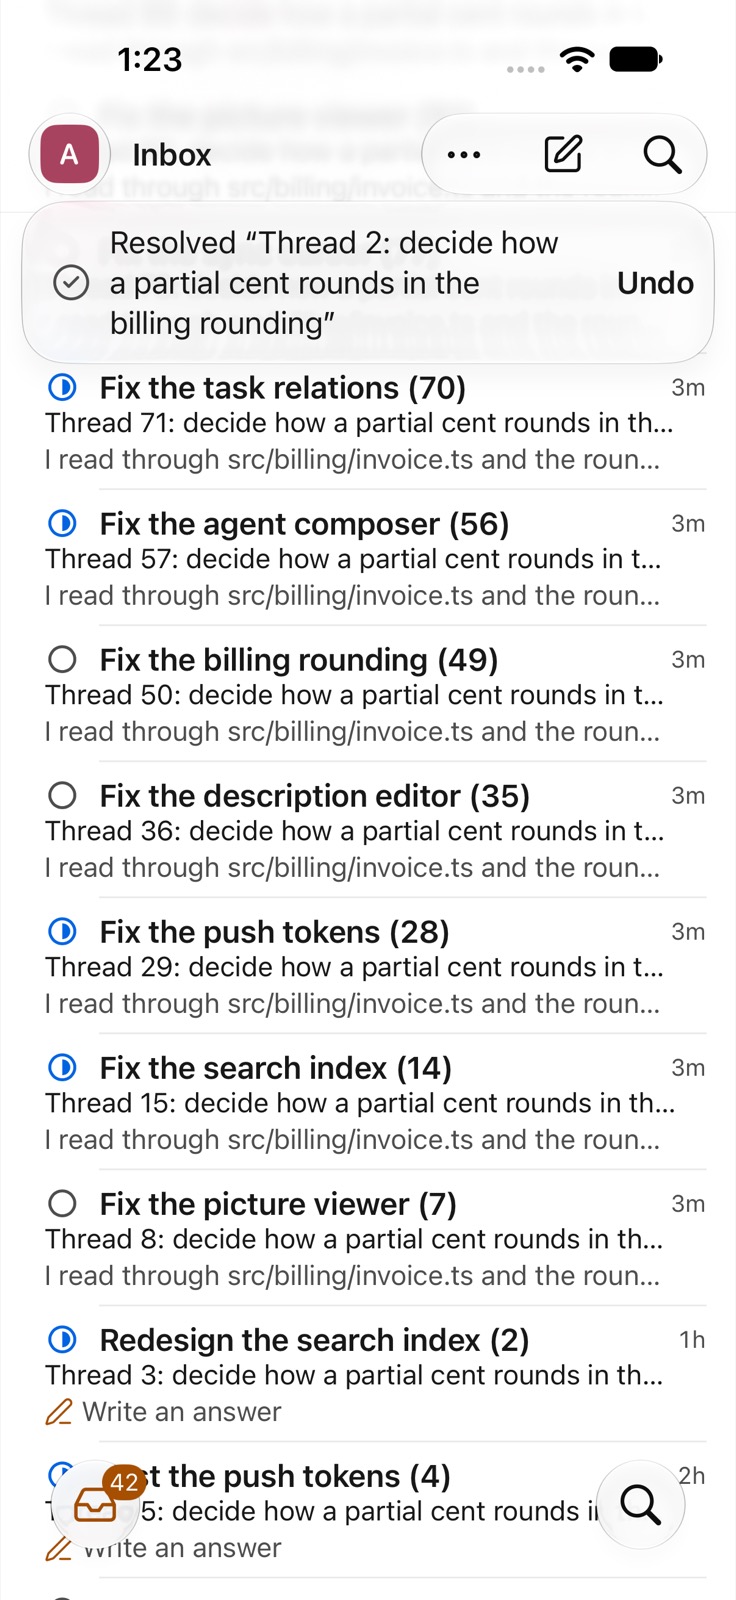 1:23
A
Inbox
Resolved “Thread 2: decide how
a partial cent rounds in the
billing rounding”
Undo
Fix the task relations (70)
3m
Thread 71: decide how a partial cent rounds in th...
I read through src/billing/invoice.ts and the roun...
Fix the agent composer (56)
3m
Thread 57: decide how a partial cent rounds in t...
I read through src/billing/invoice.ts and the roun...
Fix the billing rounding (49)
3m
Thread 50: decide how a partial cent rounds in t...
I read through src/billing/invoice.ts and the roun...
Fix the description editor (35)
3m
Thread 36: decide how a partial cent rounds in t...
I read through src/billing/invoice.ts and the roun...
Fix the push tokens (28)
3m
Thread 29: decide how a partial cent rounds in t...
I read through src/billing/invoice.ts and the roun...
Fix the search index (14)
3m
Thread 15: decide how a partial cent rounds in th...
I read through src/billing/invoice.ts and the roun...
Fix the picture viewer (7)
3m
Thread 8: decide how a partial cent rounds in th...
I read through src/billing/invoice.ts and the roun...
Redesign the search index (2)
1h
Thread 3: decide how a partial cent rounds in th...
Write an answer
42
the push tokens (4)
2h
5: decide how a partial cent rounds
Write an answer